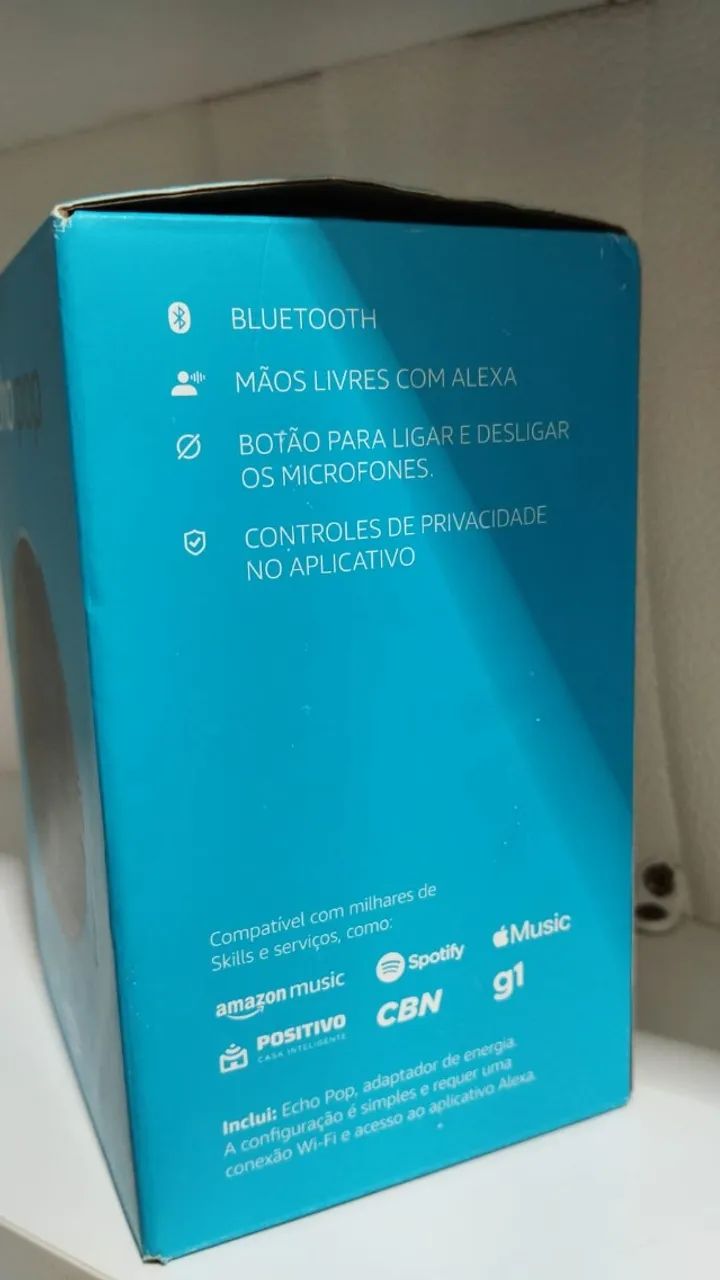 BLUETOOTH
MÃOS LIVRES COM ALEXA
BOTÃO PARA LIGAR E DESLIGAR
OS MICROFONES.
CONTROLES DE PRIVACIDADE
NO APLICATIVO
Compatível com milhares de
Skills e serviços, como:
amazon music
Spotify
Music
POSITIVO
CASA INTELIGENTE
CBN
g1
Inclui: Echo Pop, adaptador de energia.
A configuração é simples e requer uma
conexão Wi-Fi e acesso ao aplicativo Alexa.